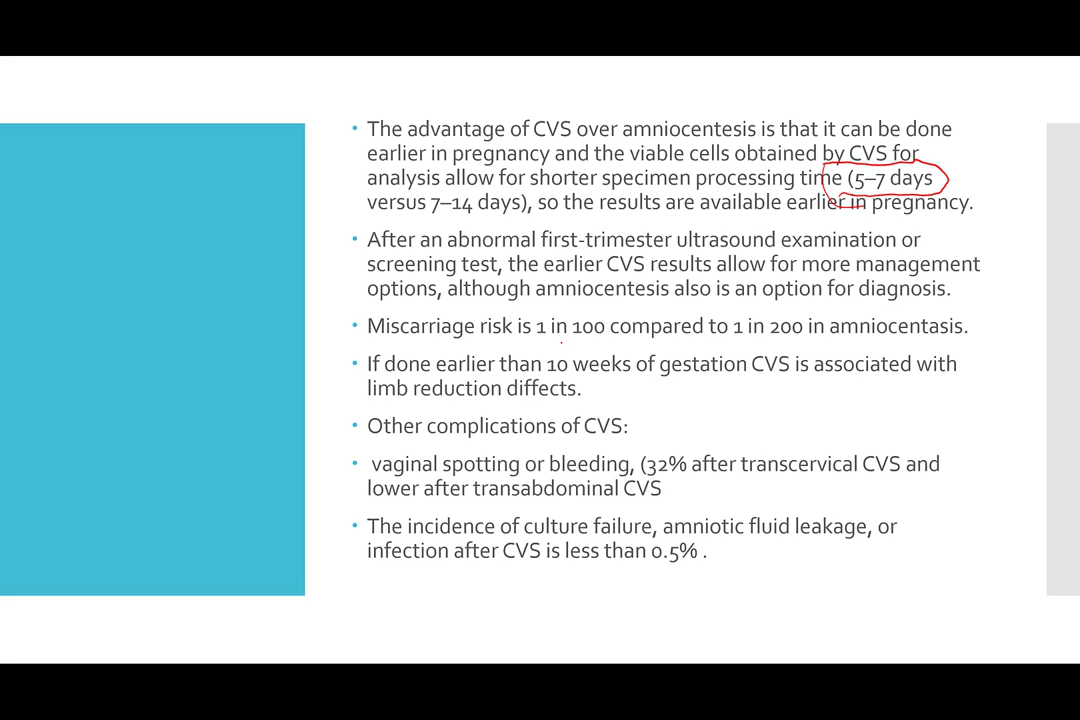 • The advantage of CVS over amniocentesis is that it can be done
earlier in pregnancy and the viable cells obtained by CVS for
analysis allow for shorter specimen processing time (5–7 days
versus 7–14 days), so the results are available earlier in pregnancy.
• After an abnormal first-trimester ultrasound examination or
screening test, the earlier CVS results allow for more management
options, although amniocentesis also is an option for diagnosis.
• Miscarriage risk is 1 in 100 compared to 1 in 200 in amniocentasis.
• If done earlier than 10 weeks of gestation CVS is associated with
limb reduction diffects.
• Other complications of CVS:
• vaginal spotting or bleeding, (32% after transcervical CVS and
lower after transabdominal CVS
• The incidence of culture failure, amniotic fluid leakage, or
infection after CVS is less than 0.5% .